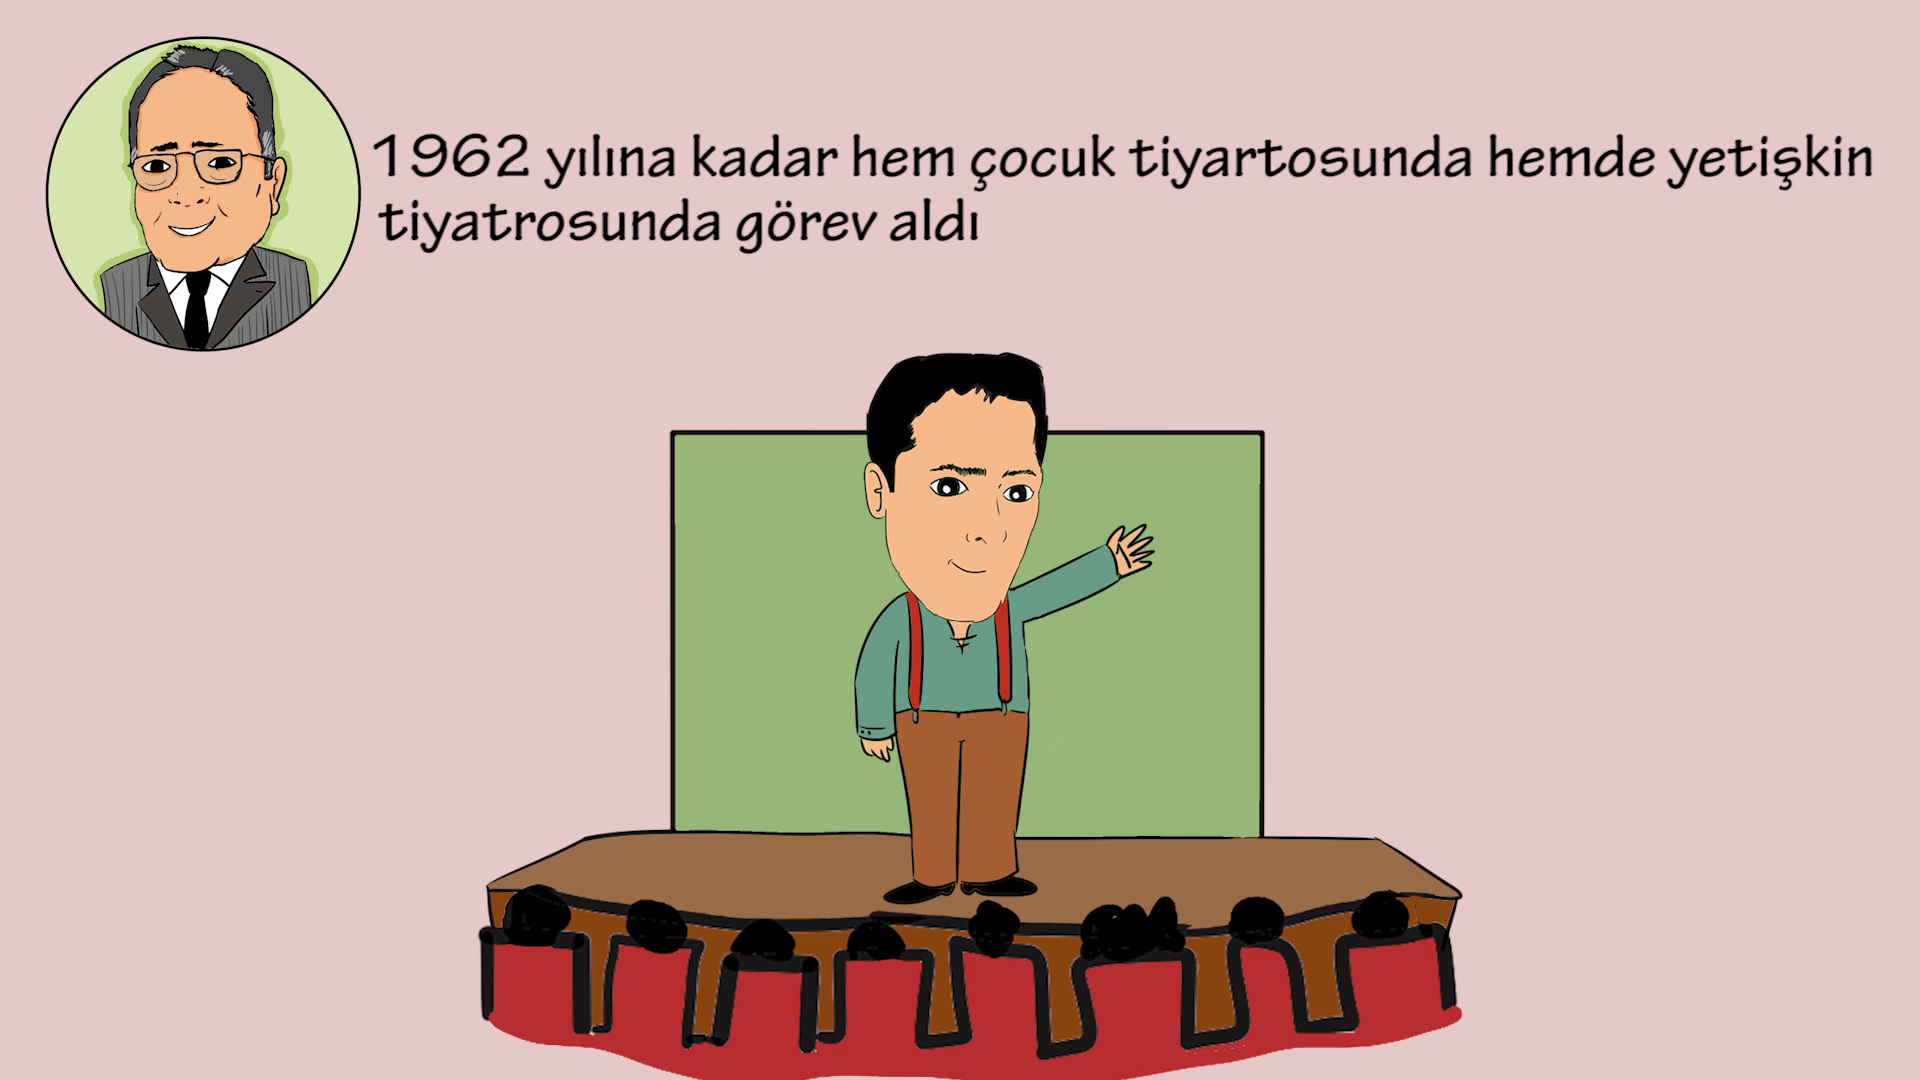 1962 yılına kadar hem çocuk tiyartosunda hemde yetişkin
tiyatrosunda görev aldı